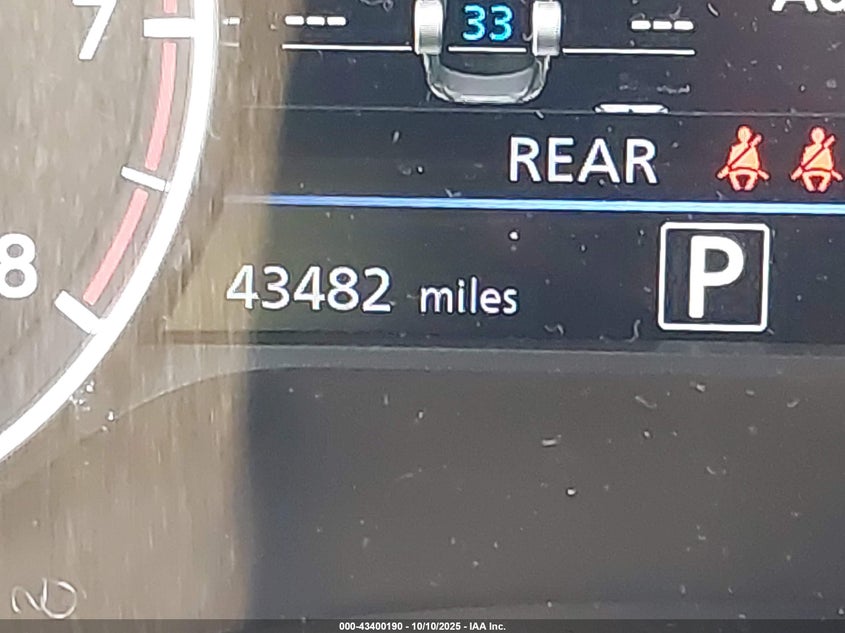 7
--- 33 ---
REAR
8
43482 miles P
000-43400190 - 10/10/2025 - IAA Inc.